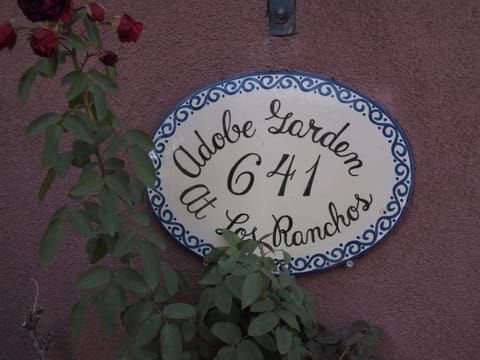 Adobe Garden
641
At Los Ranchos